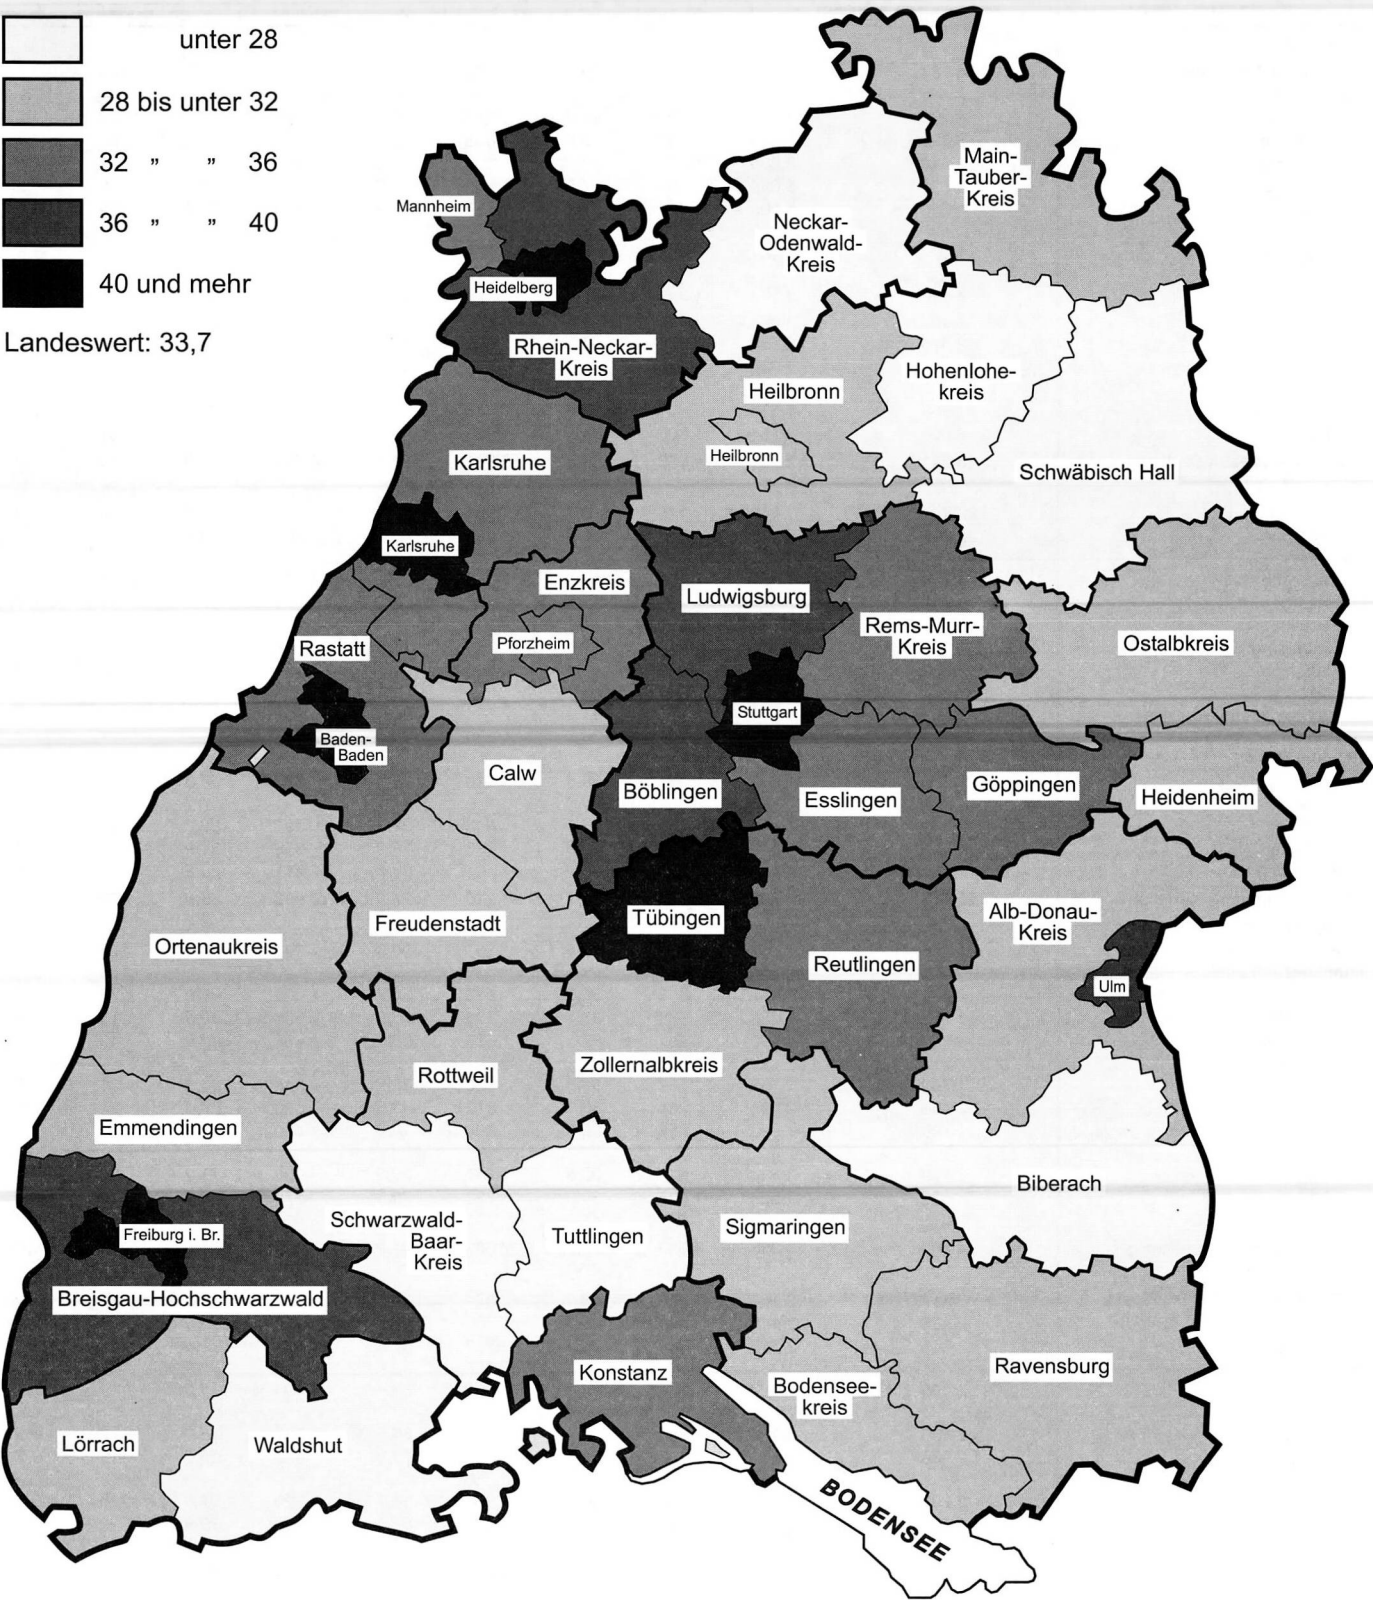 unter 28
28 bis unter 32
32 " " 36
36 " " 40
40 und mehr
Landeswert: 33,7
Main-
Tauber-
Kreis
Mannheim
Neckar-
Odenwald-
Kreis
Heidelberg
Rhein-Neckar-
Kreis
Hohenlohe-
kreis
Heilbronn
Heilbronn
Karlsruhe
Schwäbisch Hall
Karlsruhe
Enzkreis
Ludwigsburg
Rems-Murr-
Kreis
Pforzheim
Ostalbkreis
Rastatt
Stuttgart
Baden-
Baden
Calw
Böblingen
Esslingen
Göppingen
Heidenheim
Freudenstadt
Tübingen
Alb-Donau-
Kreis
Ortenaukreis
Reutlingen
Ulm
Rottweil
Zollernalbkreis
Emmendingen
Biberach
Schwarzwald-
Baar-
Kreis
Tuttlingen
Sigmaringen
Freiburg i. Br.
Breisgau-Hochschwarzwald
Konstanz
Bodensee-
kreis
Ravensburg
Lörrach
Waldshut
BODENSEE